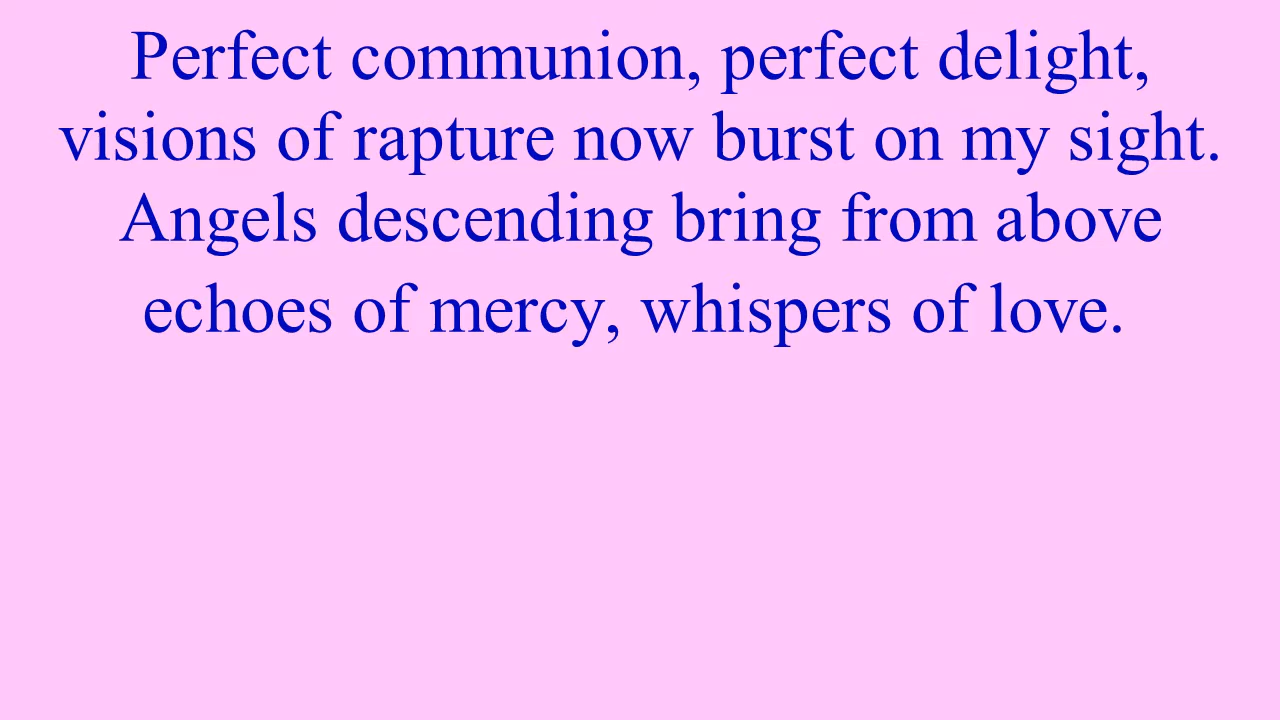 Perfect communion, perfect delight,
visions of rapture now burst on my sight.
Angels descending bring from above
echoes of mercy, whispers of love.